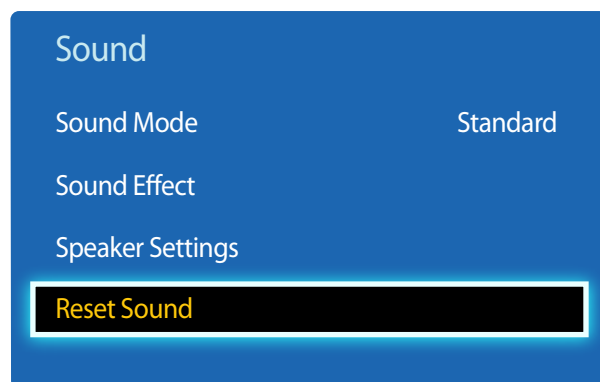 Sound
Sound Mode Standard
Sound Effect
Speaker Settings
Reset Sound